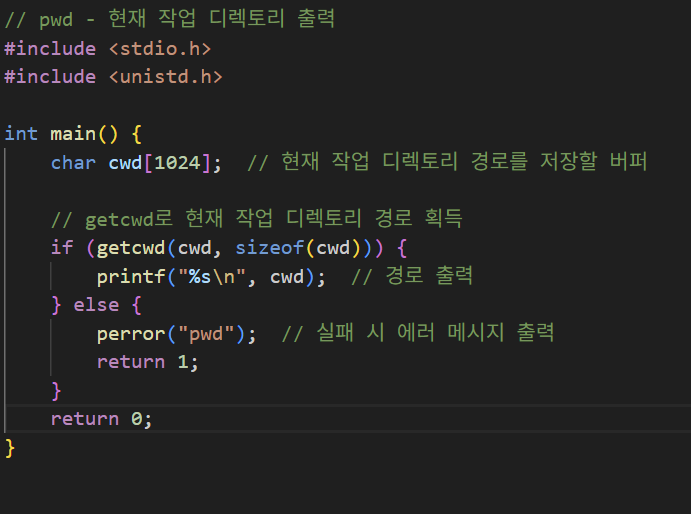 // pwd - 현재 작업 디렉토리 출력
#include <stdio.h>
#include <unistd.h>
int main() {
    char cwd[1024];  // 현재 작업 디렉토리 경로를 저장할 버퍼
    // getcwd로 현재 작업 디렉토리 경로 획득
    if (getcwd(cwd, sizeof(cwd))) {
        printf("%s\n", cwd);  // 경로 출력
    } else {
        perror("pwd");  // 실패 시 에러 메시지 출력
        return 1;
    }
    return 0;
}